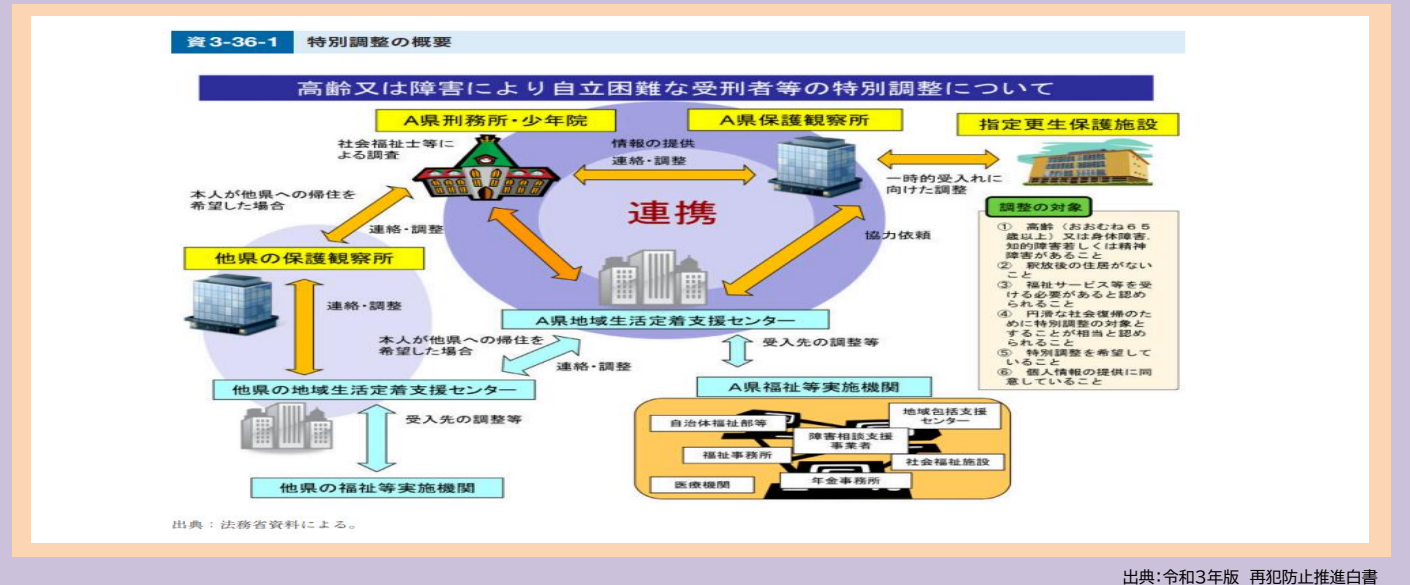 資3-36-1 特別調整の概要
高齢又は障害により自立困難な受刑者等の特別調整について
A県刑務所・少年院
A県保護観察所
指定更生保護施設
社会福祉士等に
よる調査
情報の提供
連絡・調整
一時的受入れに
向けた調整
本人が他県への帰住を
希望した場合
連絡・調整
連携
協力依頼
調整の対象
① 高齢（おおむね65
歳以上）又は身体障害、
知的障害若しくは精神
障害があること
② 釈放後の住居がない
こと
③ 福祉サービス等を受
ける必要があると認め
られること
④ 円滑な社会復帰のた
めに特別調整の対象と
することが相当と認め
られること
⑤ 特別調整を希望して
いること
⑥ 個人情報の提供に同
意していること
他県の保護観察所
連絡・調整
A県地域生活定着支援センター
本人が他県への帰住を
希望した場合
連絡・調整
受入先の調整等
他県の地域生活定着支援センター
A県福祉等実施機関
受入先の調整等
自治体福祉部等
地域包括支援
センター
障害相談支援
事業者
福祉事務所
社会福祉施設
医療機関
年金事務所
他県の福祉等実施機関
出典：法務省資料による。
出典：令和3年版 再犯防止推進白書